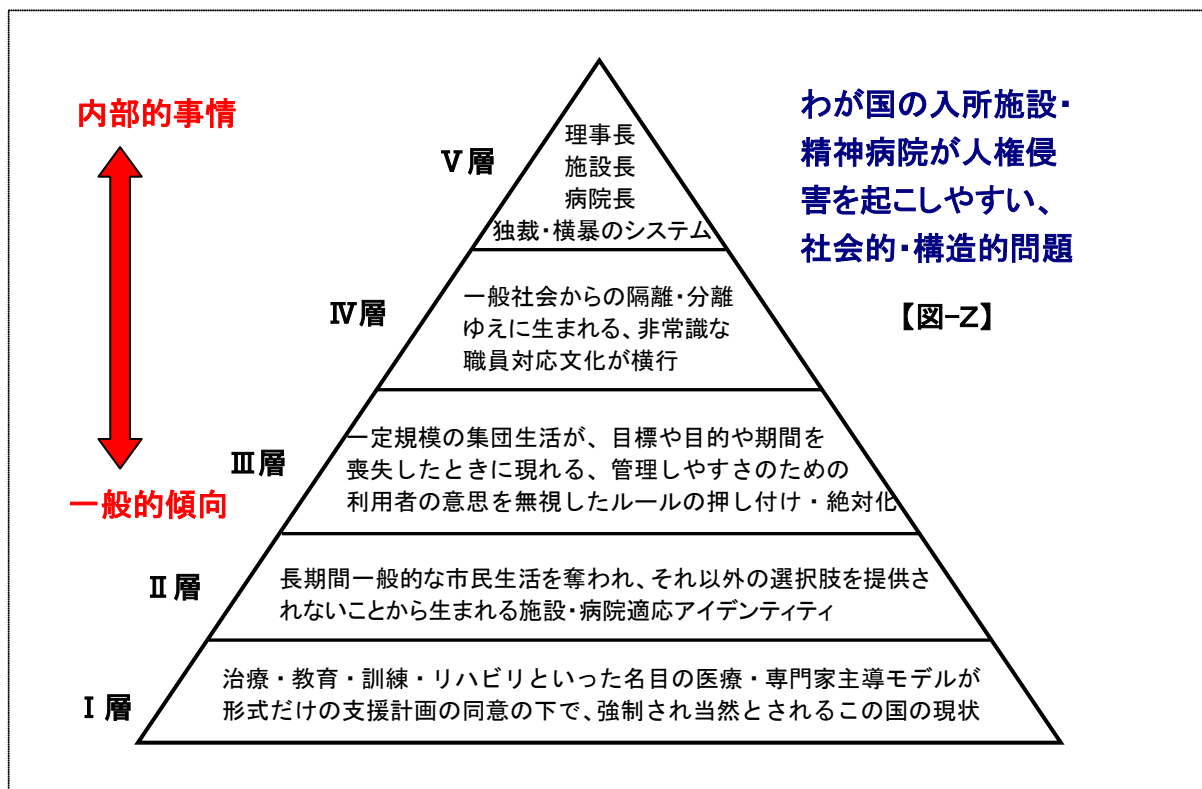 内部的事情
一般的傾向
わが国の入所施設・
精神病院が人権侵
害を起こしやすい、
社会的・構造的問題
【図-Z】
Ⅴ層
理事長
施設長
病院長
独裁・横暴のシステム
Ⅳ層
一般社会からの隔離・分離
ゆえに生まれる、非常識な
職員対応文化が横行
Ⅲ層
一定規模の集団生活が、目標や目的や期間を
喪失したときに現れる、管理しやすさのための
利用者の意思を無視したルールの押し付け・絶対化
Ⅱ層
長期間一般的な市民生活を奪われ、それ以外の選択肢を提供さ
れないことから生まれる施設・病院適応アイデンティティ
Ⅰ層
治療・教育・訓練・リハビリといった名目の医療・専門家主導モデルが
形式だけの支援計画の同意の下で、強制され当然とされるこの国の現状